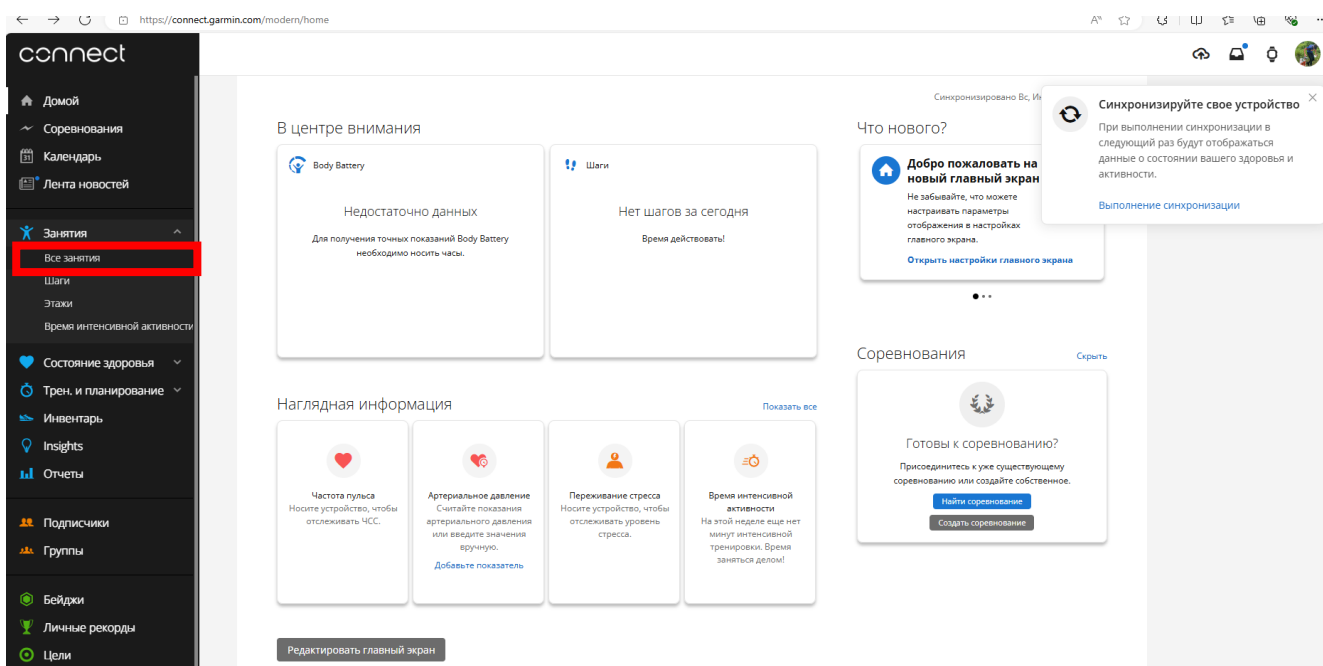 https://connect.garmin.com/modern/home
connect
Домой
Соревнования
Календарь
Лента новостей
Занятия
Все занятия
Шаги
Этажи
Время интенсивной активности
Состояние здоровья
Трен. и планирование
Инвентарь
Insights
Отчеты
Подписчики
Группы
Бейджи
Личные рекорды
Цели
В центре внимания
Body Battery
Недостаточно данных
Для получения точных показаний Body Battery
необходимо носить часы.
Шаги
Нет шагов за сегодня
Время действовать!
Наглядная информация
Показать все
Частота пульса
Носите устройство, чтобы
отслеживать ЧСС.
Артериальное давление
Считайте показания
артериального давления
или введите значения
вручную.
Добавьте показатель
Переживание стресса
Носите устройство, чтобы
отслеживать уровень
стресса.
Время интенсивной
активности
На этой неделе еще нет
минут интенсивной
тренировки. Время
заняться делом!
Редактировать главный экран
Синхронизировано Вс,
Что нового?
Добро пожаловать на
новый главный экран
Не забывайте, что можете
настраивать параметры
отображения в настройках
главного экрана.
Открыть настройки главного экрана
Соревнования
Скрыть
Готовы к соревнованию?
Присоединитесь к уже существующему
соревнованию или создайте собственное.
Найти соревнование
Создать соревнование
Синхронизируйте свое устройство
При выполнении синхронизации в
следующий раз будут отображаться
данные о состоянии вашего здоровья и
активности.
Выполнение синхронизации